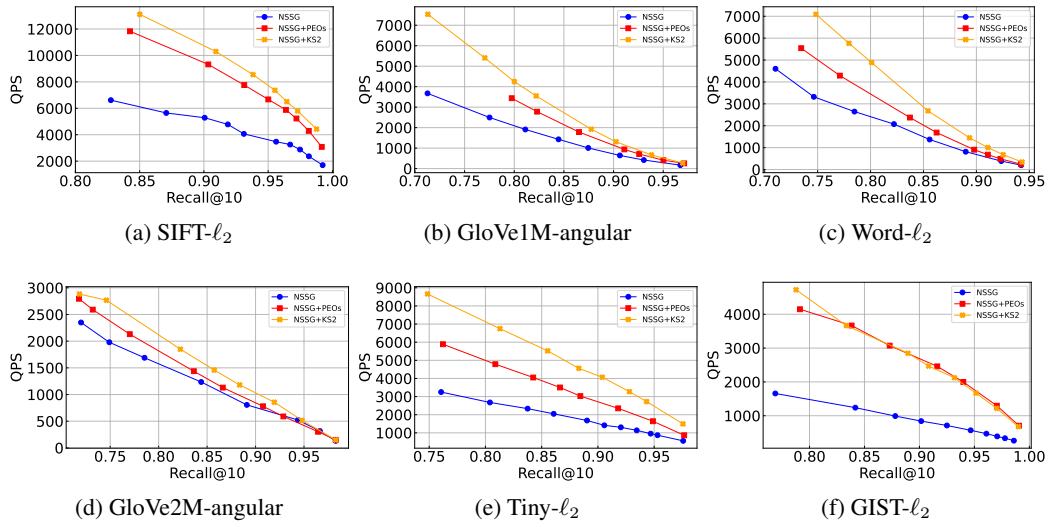 NSSG
NSSG+PEOs
NSSG+KS2
QPS
12000
10000
8000
6000
4000
2000
0.80 0.85 0.90 0.95 1.00
Recall@10
(a) SIFT-ℓ2
NSSG
NSSG+PEOs
NSSG+KS2
QPS
7000
6000
5000
4000
3000
2000
1000
0
0.70 0.75 0.80 0.85 0.90 0.95
Recall@10
(b) GloVe1M-angular
NSSG
NSSG+PEOs
NSSG+KS2
QPS
7000
6000
5000
4000
3000
2000
1000
0
0.70 0.75 0.80 0.85 0.90 0.95
Recall@10
(c) Word-ℓ2
NSSG
NSSG+PEOs
NSSG+KS2
QPS
3000
2500
2000
1500
1000
500
0
0.75 0.80 0.85 0.90 0.95
Recall@10
(d) GloVe2M-angular
NSSG
NSSG+PEOs
NSSG+KS2
QPS
9000
8000
7000
6000
5000
4000
3000
2000
1000
0.75 0.80 0.85 0.90 0.95
Recall@10
(e) Tiny-ℓ2
NSSG
NSSG+PEOs
NSSG+KS2
QPS
4000
3000
2000
1000
0.80 0.85 0.90 0.95 1.00
Recall@10
(f) GIST-ℓ2